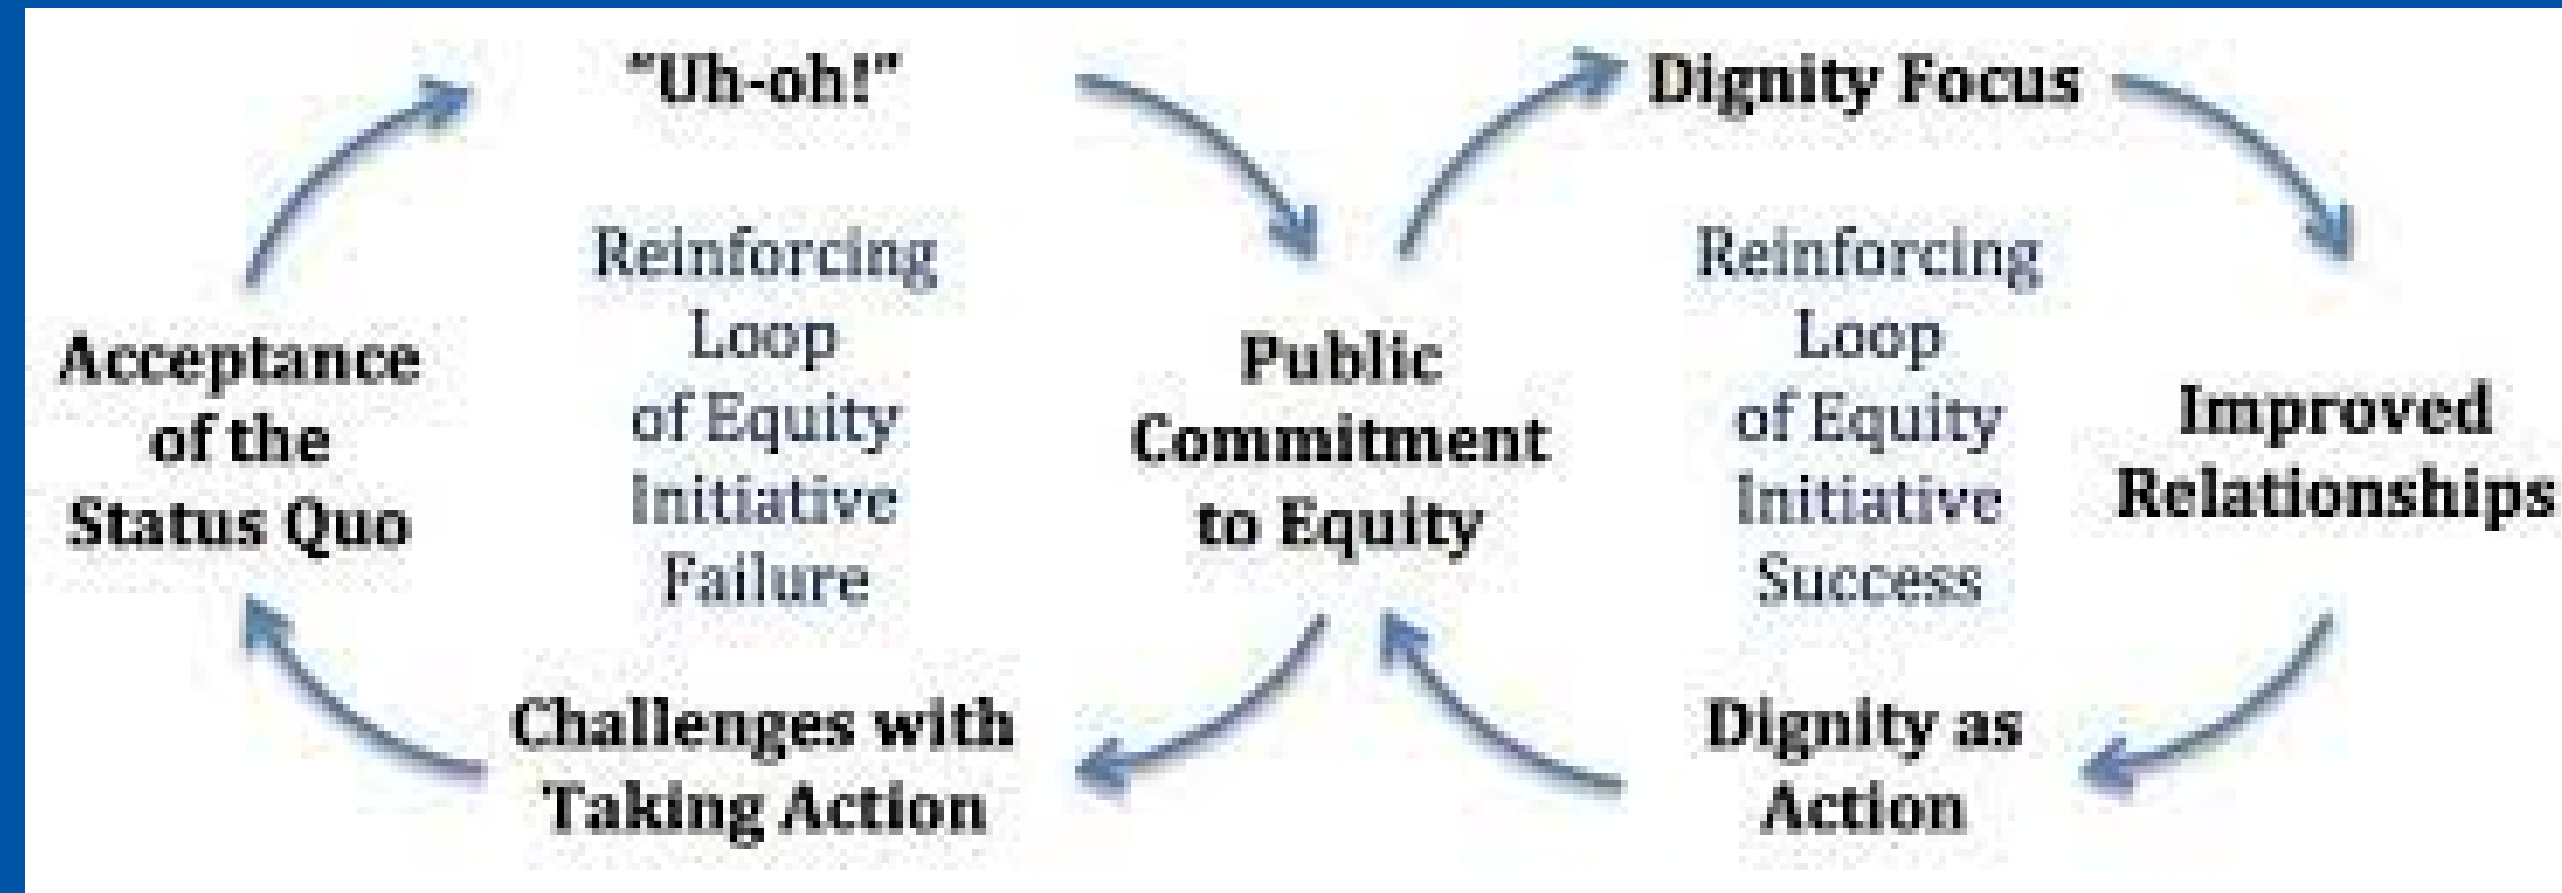 "Uh-oh!"
Reinforcing
Loop
of Equity
Initiative
Failure
Acceptance
of the
Status Quo
Challenges with
Taking Action
Public
Commitment
to Equity
Dignity Focus
Reinforcing
Loop
of Equity
Initiative
Success
Improved
Relationships
Dignity as
Action